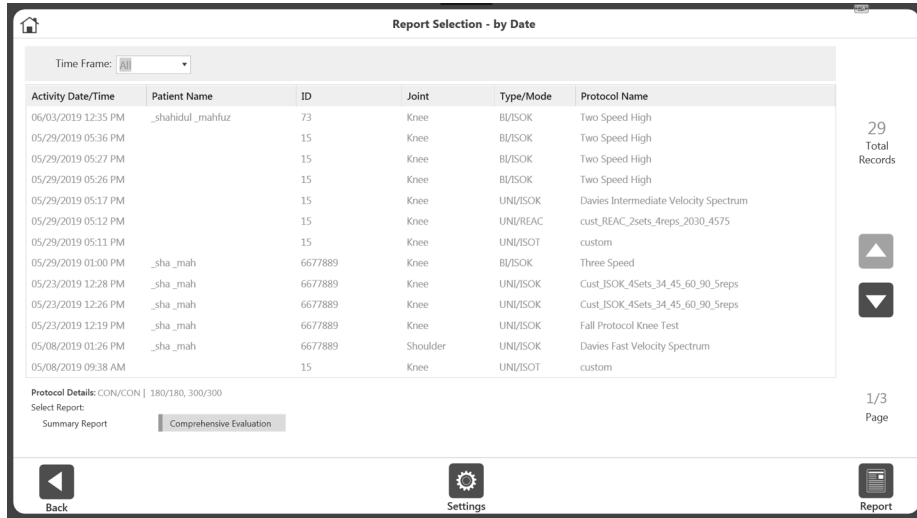 Report Selection - by Date
Time Frame: All
Activity Date/Time Patient Name ID Joint Type/Mode Protocol Name
06/03/2019 12:35 PM _shahidul _mahfuz 73 Knee BI/ISOK Two Speed High
05/29/2019 05:36 PM 15 Knee BI/ISOK Two Speed High
05/29/2019 05:27 PM 15 Knee BI/ISOK Two Speed High
05/29/2019 05:26 PM 15 Knee BI/ISOK Two Speed High
05/29/2019 05:17 PM 15 Knee UNI/ISOK Davies Intermediate Velocity Spectrum
05/29/2019 05:12 PM 15 Knee UNI/REAC cust_REAC_2sets_4reps_2030_4575
05/29/2019 05:11 PM 15 Knee UNI/ISOT custom
05/29/2019 01:00 PM _sha _mah 6677889 Knee BI/ISOK Three Speed
05/23/2019 12:28 PM _sha _mah 6677889 Knee UNI/ISOK Cust_ISOK_4Sets_34_45_60_90_5reps
05/23/2019 12:26 PM _sha _mah 6677889 Knee UNI/ISOK Cust_ISOK_4Sets_34_45_60_90_5reps
05/23/2019 12:19 PM _sha _mah 6677889 Knee UNI/ISOK Fall Protocol Knee Test
05/08/2019 01:26 PM _sha _mah 6677889 Shoulder UNI/ISOK Davies Fast Velocity Spectrum
05/08/2019 09:38 AM 15 Knee UNI/ISOT custom
29
Total
Records
Protocol Details: CON/CON | 180/180, 300/300
Select Report:
Summary Report Comprehensive Evaluation
1/3
Page
Back Settings Report